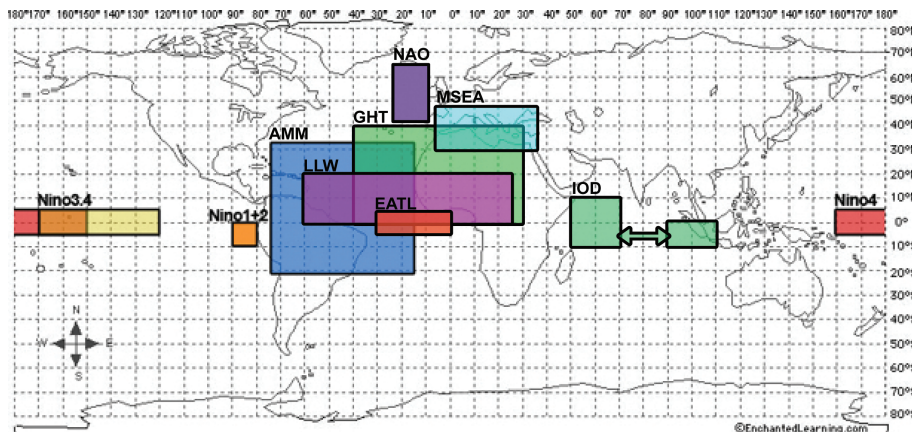 180° 170° 160° 150° 140° 130° 120° 110° 100° 90° 80° 70° 60° 50° 40° 30° 20° 10° 0° 10° 20° 30° 40° 50° 60° 70° 80° 90° 100° 110° 120° 130° 140° 150° 160° 170° 180°
80°N
70°N
NAO
60°N
MSEA
50°N
GHT
40°N
AMM
30°N
LLW
20°N
IOD
Nino3.4
EATL
Nino4
10°N
Nino1+2
0°
10°S
20°S
30°S
N
40°S
W E
50°S
S
60°S
70°S
80°S
©EnchantedLearning.com